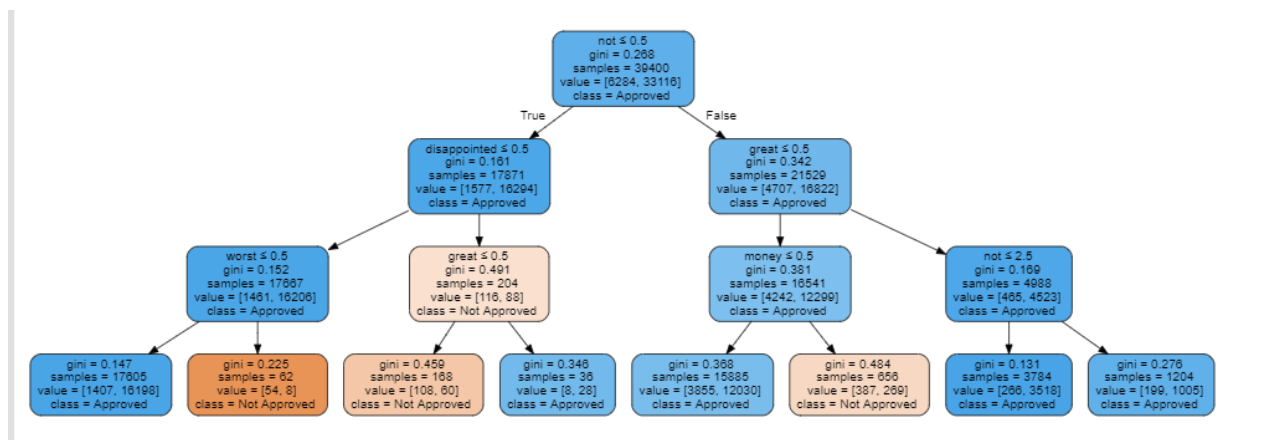 not ≤ 0.5
gini = 0.268
samples = 39400
value = [6284, 33116]
class = Approved
True
False
disappointed ≤ 0.5
gini = 0.161
samples = 17871
value = [1577, 16294]
class = Approved
great ≤ 0.5
gini = 0.342
samples = 21529
value = [4707, 16822]
class = Approved
worst ≤ 0.5
gini = 0.152
samples = 17667
value = [1461, 16206]
class = Approved
great ≤ 0.5
gini = 0.491
samples = 204
value = [116, 88]
class = Not Approved
money ≤ 0.5
gini = 0.381
samples = 16541
value = [4242, 12299]
class = Approved
not ≤ 2.5
gini = 0.169
samples = 4988
value = [465, 4523]
class = Approved
gini = 0.147
samples = 17605
value = [1407, 16198]
class = Approved
gini = 0.225
samples = 62
value = [54, 8]
class = Not Approved
gini = 0.459
samples = 168
value = [108, 60]
class = Not Approved
gini = 0.346
samples = 36
value = [8, 28]
class = Approved
gini = 0.368
samples = 15885
value = [3855, 12030]
class = Approved
gini = 0.484
samples = 656
value = [387, 269]
class = Not Approved
gini = 0.131
samples = 3784
value = [266, 3518]
class = Approved
gini = 0.276
samples = 1204
value = [199, 1005]
class = Approved